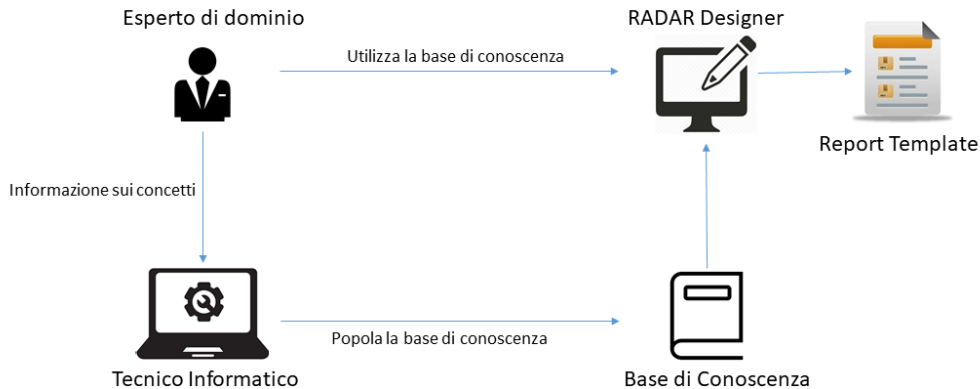 Esperto di dominio
RADAR Designer
Utilizza la base di conoscenza
Report Template
Informazione sui concetti
Popola la base di conoscenza
Tecnico Informatico
Base di Conoscenza